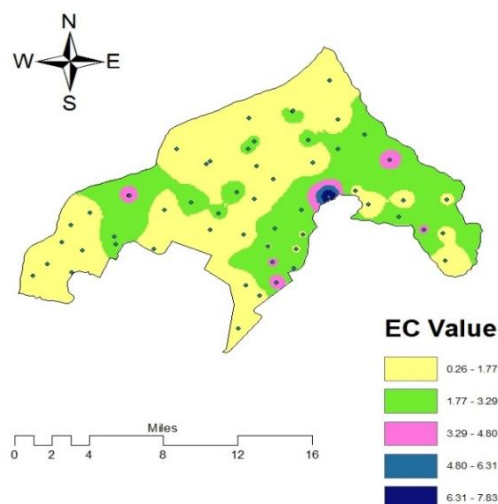 N
W E
S
EC Value
0.26 - 1.77
1.77 - 3.29
3.29 - 4.80
4.80 - 6.31
6.31 - 7.83
Miles
0 2 4 8 12 16